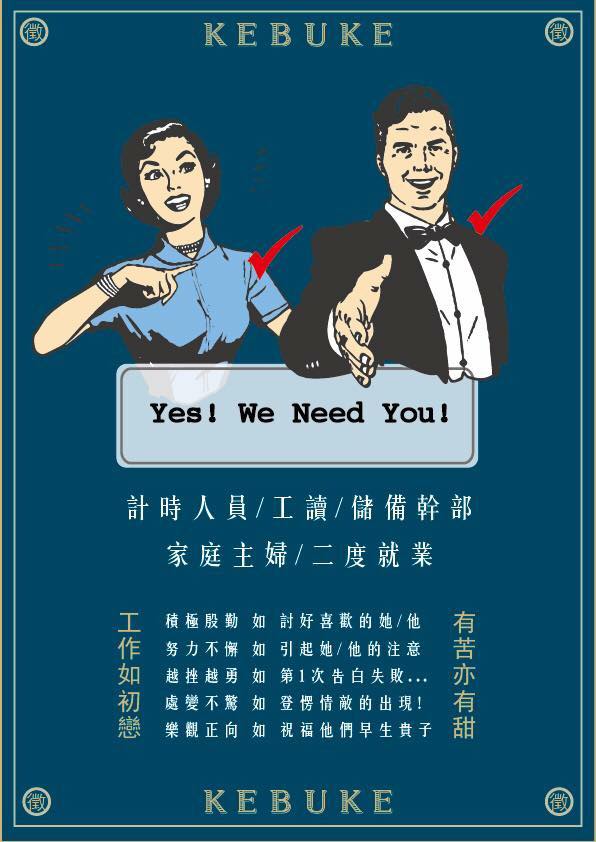 徵 KEBUKE 徵
Yes! We Need You!
計時人員/工讀/儲備幹部
家庭主婦/二度就業
工作如初戀
積極殷勤 如 討好喜歡的她/他
努力不懈 如 引起她/他的注意
越挫越勇 如 第1次告白失敗...
處變不驚 如 登愣情敵的出現!
樂觀正向 如 祝福他們早生貴子
有苦亦有甜
徵 KEBUKE 徵